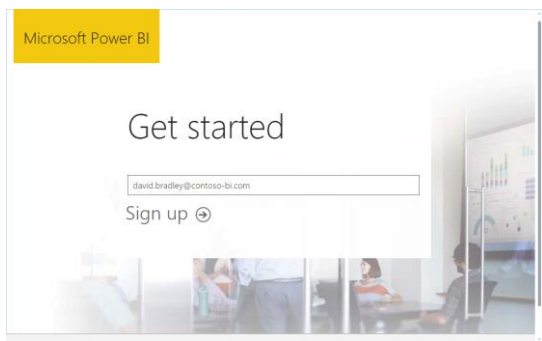 Microsoft Power BI
Get started
david.bradley@contoso-bi.com
Sign up